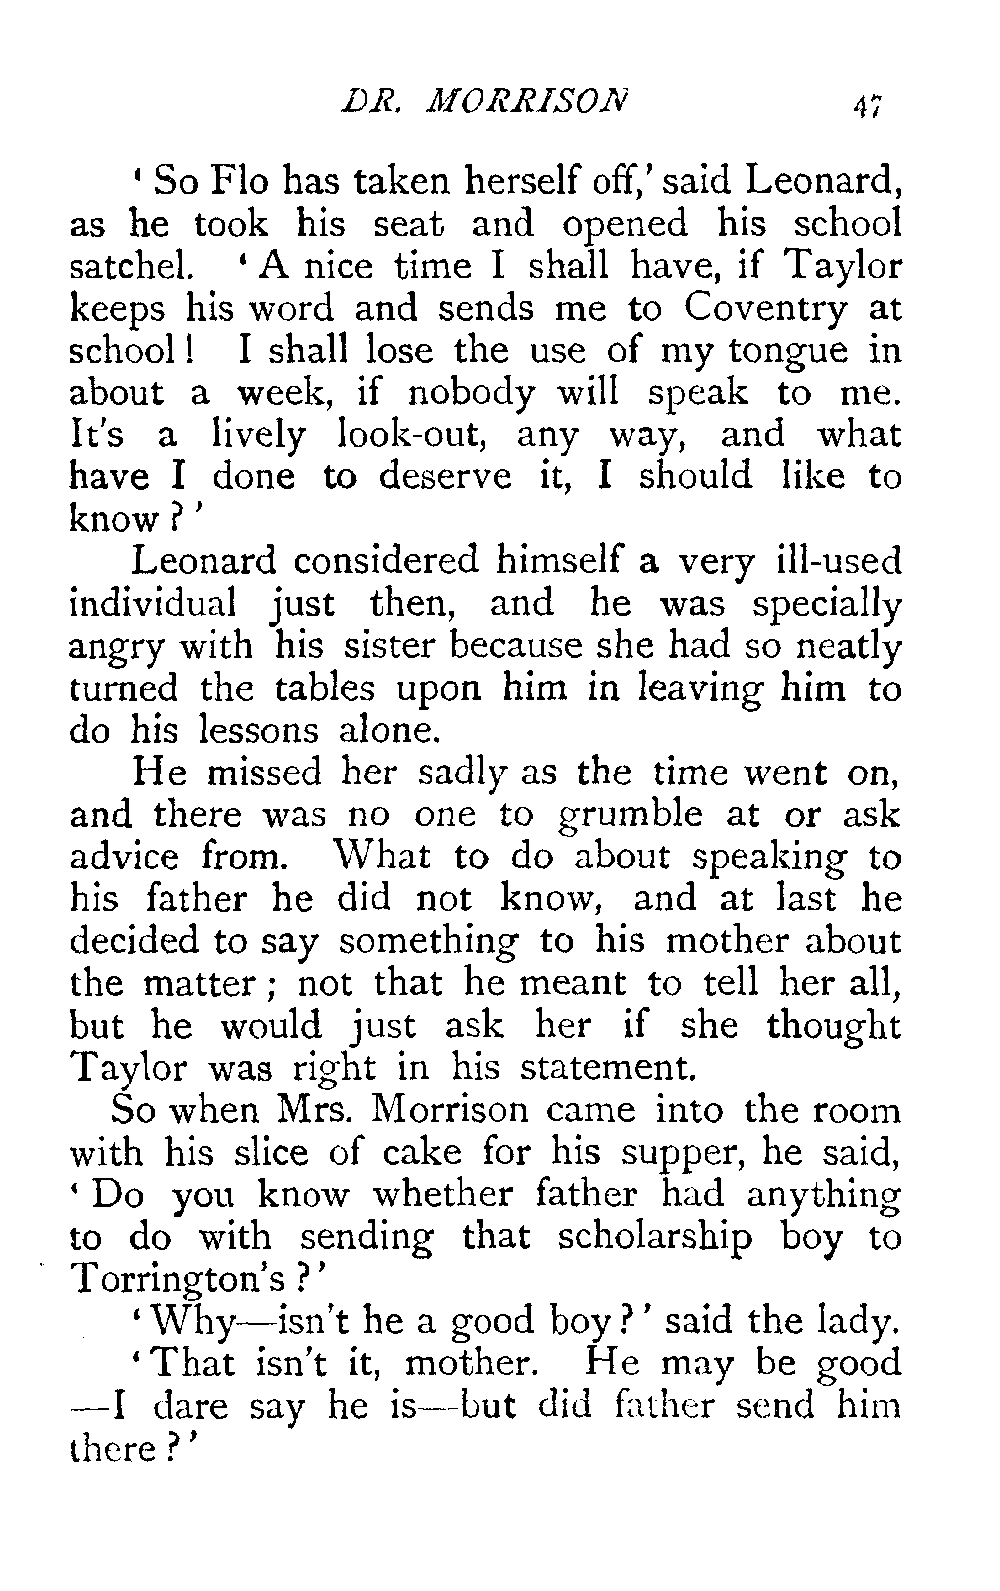 DR. MORRISON 47
‘ So Flo has taken herself off,’ said Leonard,
as he took his seat and opened his school
satchel. ‘ A nice time I shall have, if Taylor
keeps his word and sends me to Coventry at
school ! I shall lose the use of my tongue in
about a week, if nobody will speak to me.
It's a lively look-out, any way, and what
have I done to deserve it, I should like to
know ? ’
Leonard considered himself a very ill-used
individual just then, and he was specially
angry with his sister because she had so neatly
turned the tables upon him in leaving him to
do his lessons alone.
He missed her sadly as the time went on,
and there was no one to grumble at or ask
advice from. What to do about speaking to
his father he did not know, and at last he
decided to say something to his mother about
the matter ; not that he meant to tell her all,
but he would just ask her if she thought
Taylor was right in his statement.
So when Mrs. Morrison came into the room
with his slice of cake for his supper, he said,
‘ Do you know whether father had anything
to do with sending that scholarship boy to
Torrington's ? ’
‘ Why—isn't he a good boy ? ’ said the lady.
‘ That isn't it, mother. He may be good
—I dare say he is—but did father send him
there ? ’